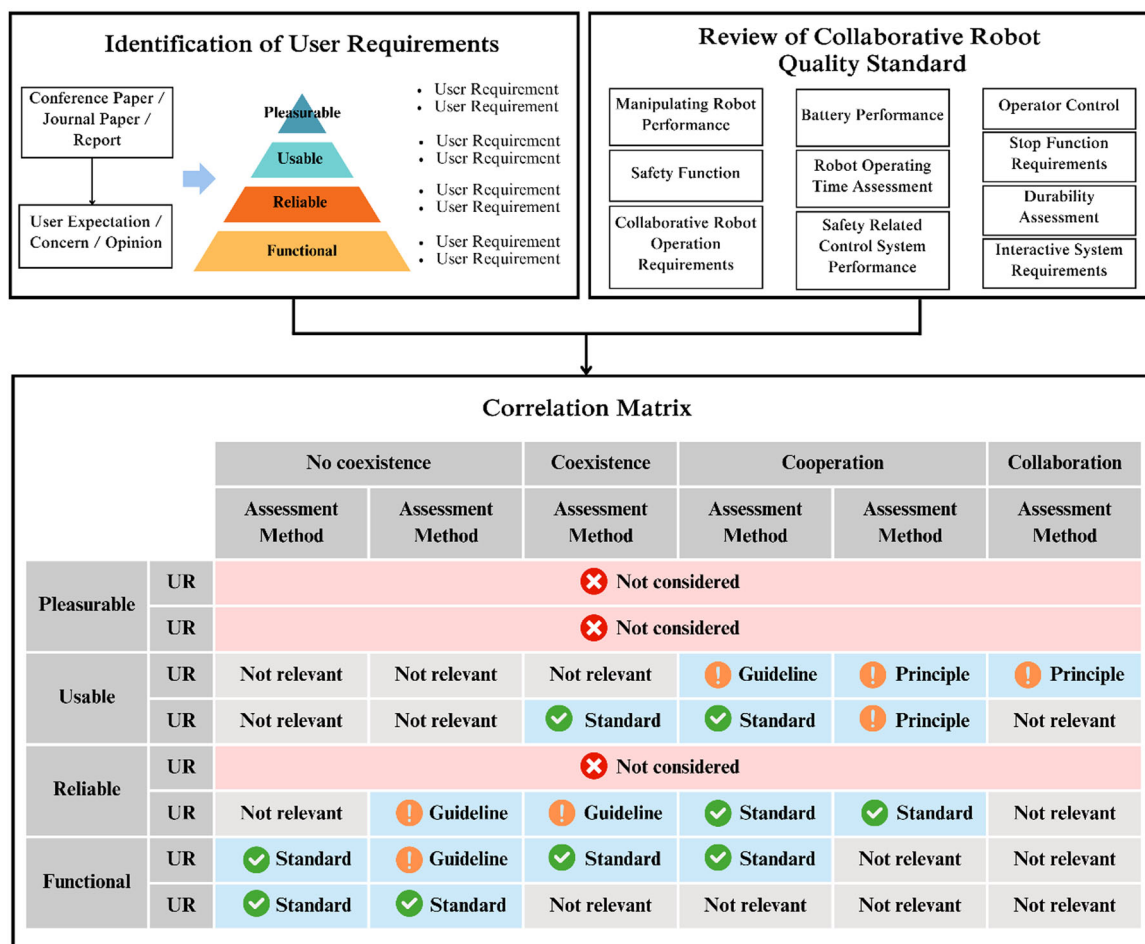 Identification of User Requirements
Conference Paper /
Journal Paper /
Report
User Expectation /
Concern / Opinion
Pleasurable
Usable
Reliable
Functional
• User Requirement
• User Requirement
• User Requirement
• User Requirement
• User Requirement
• User Requirement
• User Requirement
• User Requirement
Review of Collaborative Robot
Quality Standard
Manipulating Robot
Performance
Safety Function
Collaborative Robot
Operation
Requirements
Battery Performance
Robot Operating
Time Assessment
Safety Related
Control System
Performance
Operator Control
Stop Function
Requirements
Durability
Assessment
Interactive System
Requirements
Correlation Matrix
No coexistence Coexistence Cooperation Collaboration
Assessment Assessment Assessment Assessment Assessment Assessment
Method Method Method Method Method Method
Pleasurable
UR Not considered
UR Not considered
Usable
UR Not relevant Not relevant Not relevant Guideline Principle Principle
UR Not relevant Not relevant Standard Standard Principle Not relevant
Reliable
UR Not considered
UR Not relevant Guideline Guideline Standard Standard Not relevant
Functional
UR Standard Guideline Standard Standard Not relevant Not relevant
UR Standard Standard Not relevant Not relevant Not relevant Not relevant